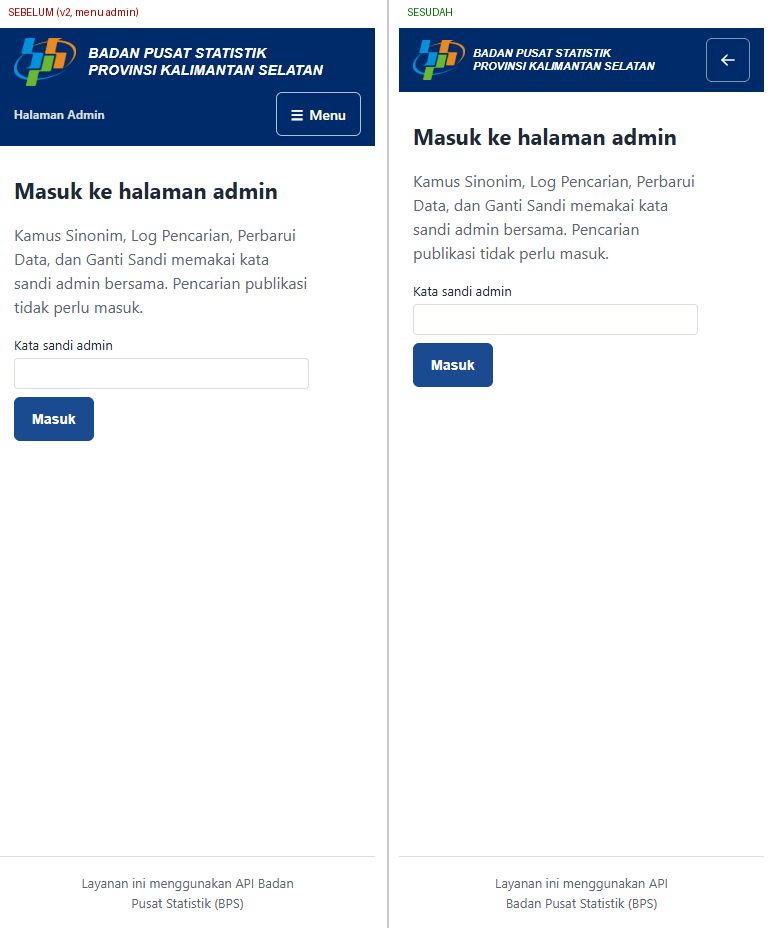 SEBELUM (v2, menu admin)
BADAN PUSAT STATISTIK
PROVINSI KALIMANTAN SELATAN
Halaman Admin
☰ Menu
Masuk ke halaman admin
Kamus Sinonim, Log Pencarian, Perbarui
Data, dan Ganti Sandi memakai kata
sandi admin bersama. Pencarian publikasi
tidak perlu masuk.
Kata sandi admin
Masuk
Layanan ini menggunakan API Badan
Pusat Statistik (BPS)
SESUDAH
BADAN PUSAT STATISTIK
PROVINSI KALIMANTAN SELATAN
←
Masuk ke halaman admin
Kamus Sinonim, Log Pencarian, Perbarui
Data, dan Ganti Sandi memakai kata
sandi admin bersama. Pencarian
publikasi tidak perlu masuk.
Kata sandi admin
Masuk
Layanan ini menggunakan API
Badan Pusat Statistik (BPS)